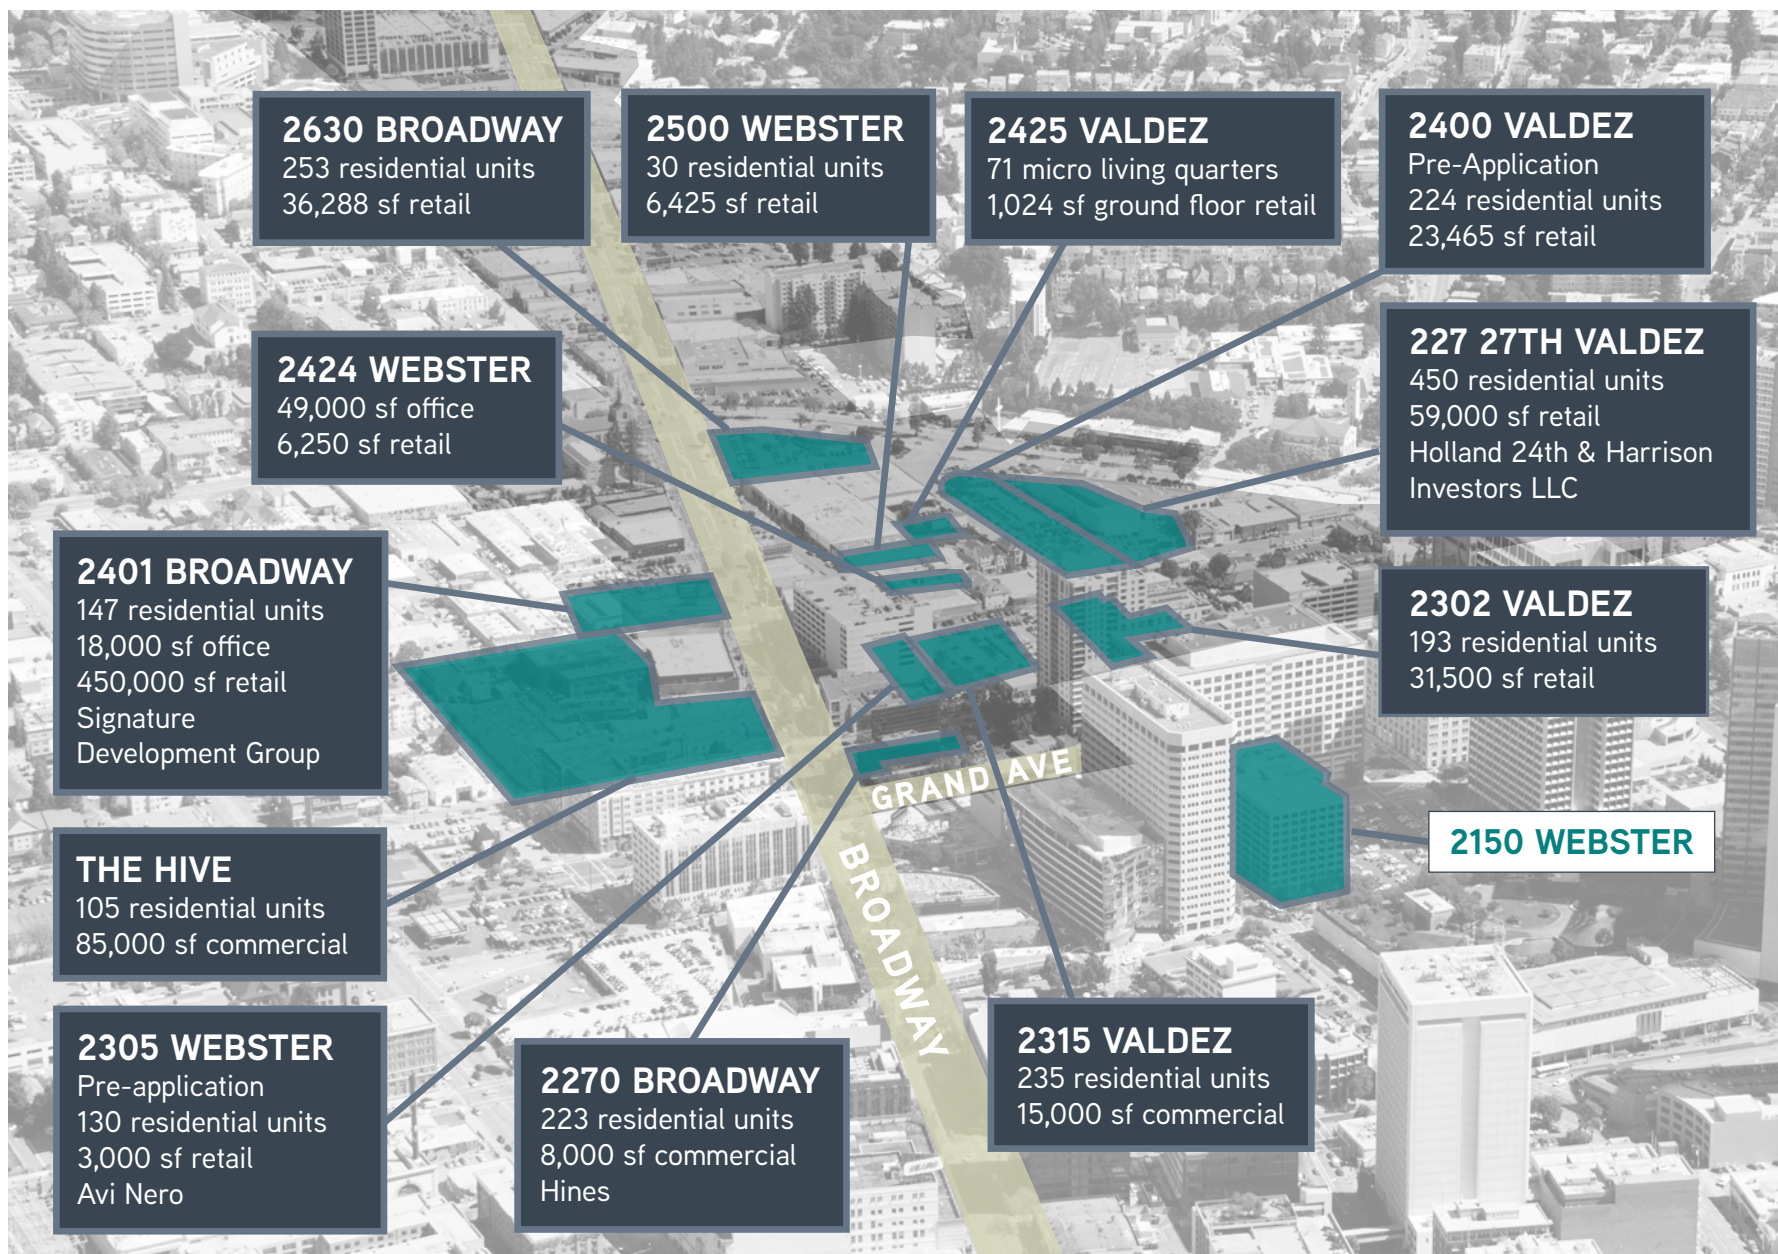 2630 BROADWAY
253 residential units
36,288 sf retail
2500 WEBSTER
30 residential units
6,425 sf retail
2425 VALDEZ
71 micro living quarters
1,024 sf ground floor retail
2400 VALDEZ
Pre-Application
224 residential units
23,465 sf retail
2424 WEBSTER
49,000 sf office
6,250 sf retail
227 27TH VALDEZ
450 residential units
59,000 sf retail
Holland 24th & Harrison
Investors LLC
2401 BROADWAY
147 residential units
18,000 sf office
450,000 sf retail
Signature
Development Group
2302 VALDEZ
193 residential units
31,500 sf retail
GRAND AVE
BROADWAY
2150 WEBSTER
THE HIVE
105 residential units
85,000 sf commercial
2305 WEBSTER
Pre-application
130 residential units
3,000 sf retail
Avi Nero
2270 BROADWAY
223 residential units
8,000 sf commercial
Hines
2315 VALDEZ
235 residential units
15,000 sf commercial